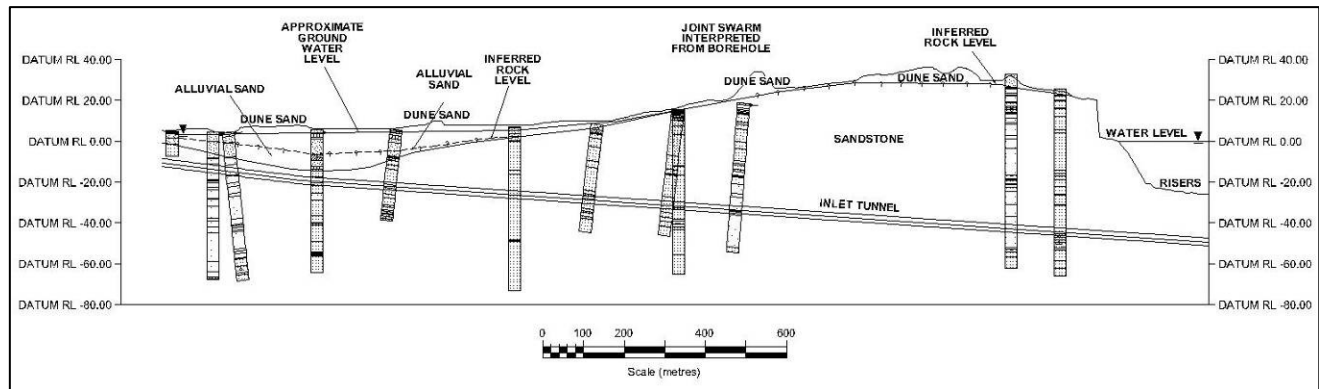 APPROXIMATE
GROUND
WATER
LEVEL
JOINT SWARM
INTERPRETED
FROM BOREHOLE
INFERRED
ROCK LEVEL
DATUM RL 40.00
ALLUVIAL
SAND
INFERRED
ROCK
LEVEL
DATUM RL 40.00
ALLUVIAL SAND
DUNE SAND
DUNE SAND
DATUM RL 20.00
DUNE SAND
DUNE SAND
DATUM RL 20.00
SANDSTONE
WATER LEVEL
DATUM RL 0.00
DATUM RL 0.00
DATUM RL -20.00
RISERS
DATUM RL -20.00
INLET TUNNEL
DATUM RL -40.00
DATUM RL -40.00
DATUM RL -60.00
DATUM RL -60.00
DATUM RL -80.00
DATUM RL -80.00
0 100 200 400 600
Scale (metres)